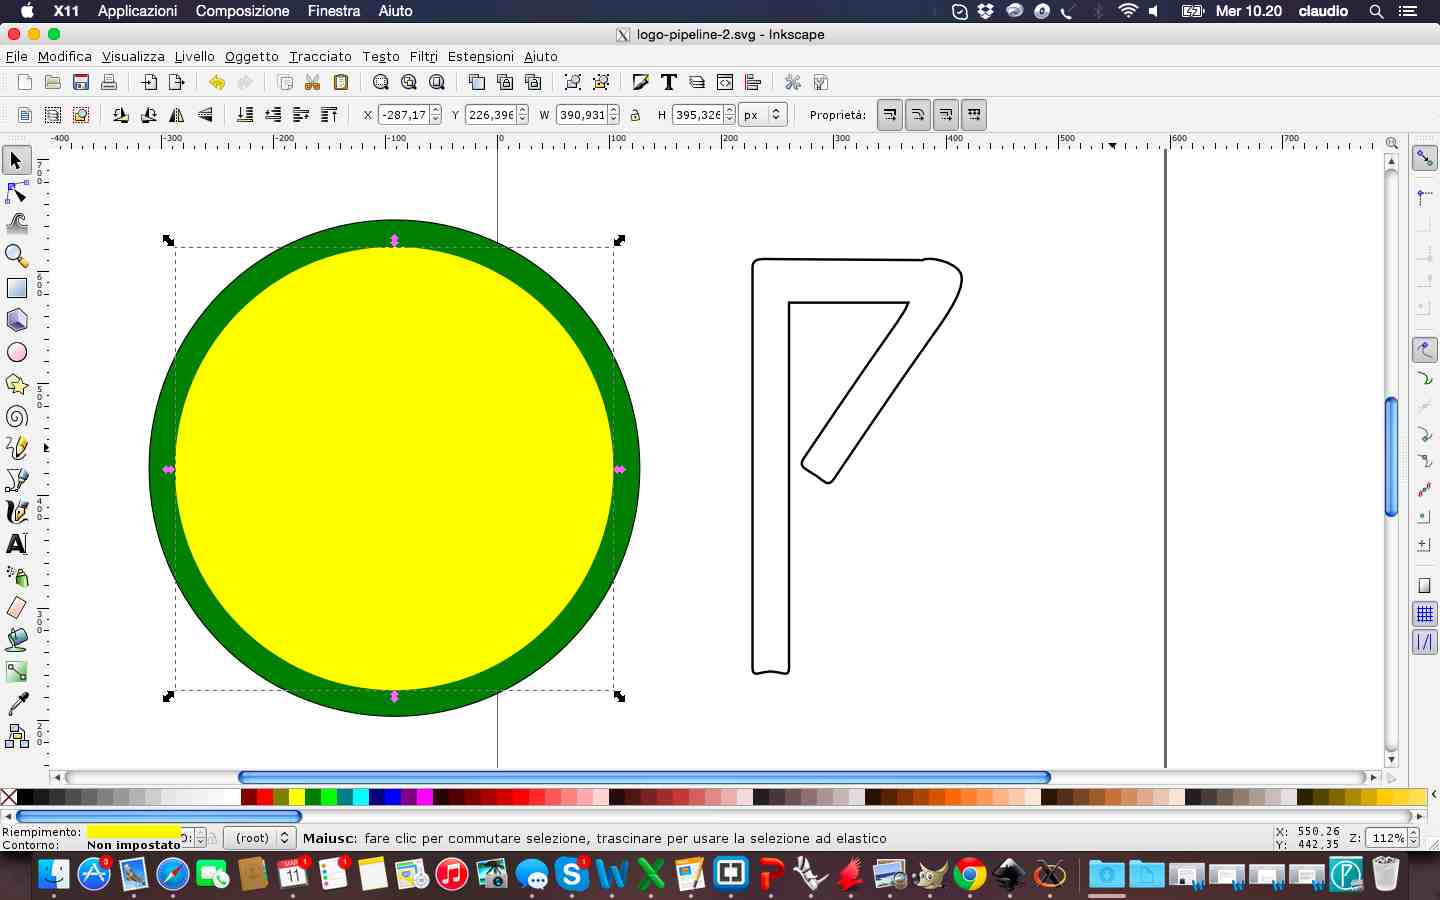 X11 Applicazioni Composizione Finestra Aiuto Mer 10.20 claudio
logo-pipeline-2.svg - Inkscape
File Modifica Visualizza Livello Oggetto Tracciato Testo Filtri Estensioni Aiuto
X -287,17 Y 226,396 W 390,931 H 395,326 px Proprietà:
-400 -300 -200 -100 0 100 200 300 400 500 600 700
Riempimento: (root) Maiusc: fare clic per commutare selezione, trascinare per usare la selezione ad elastico X: 550,26 Z: 112%
Contorno: Non impostato Y: 442,35